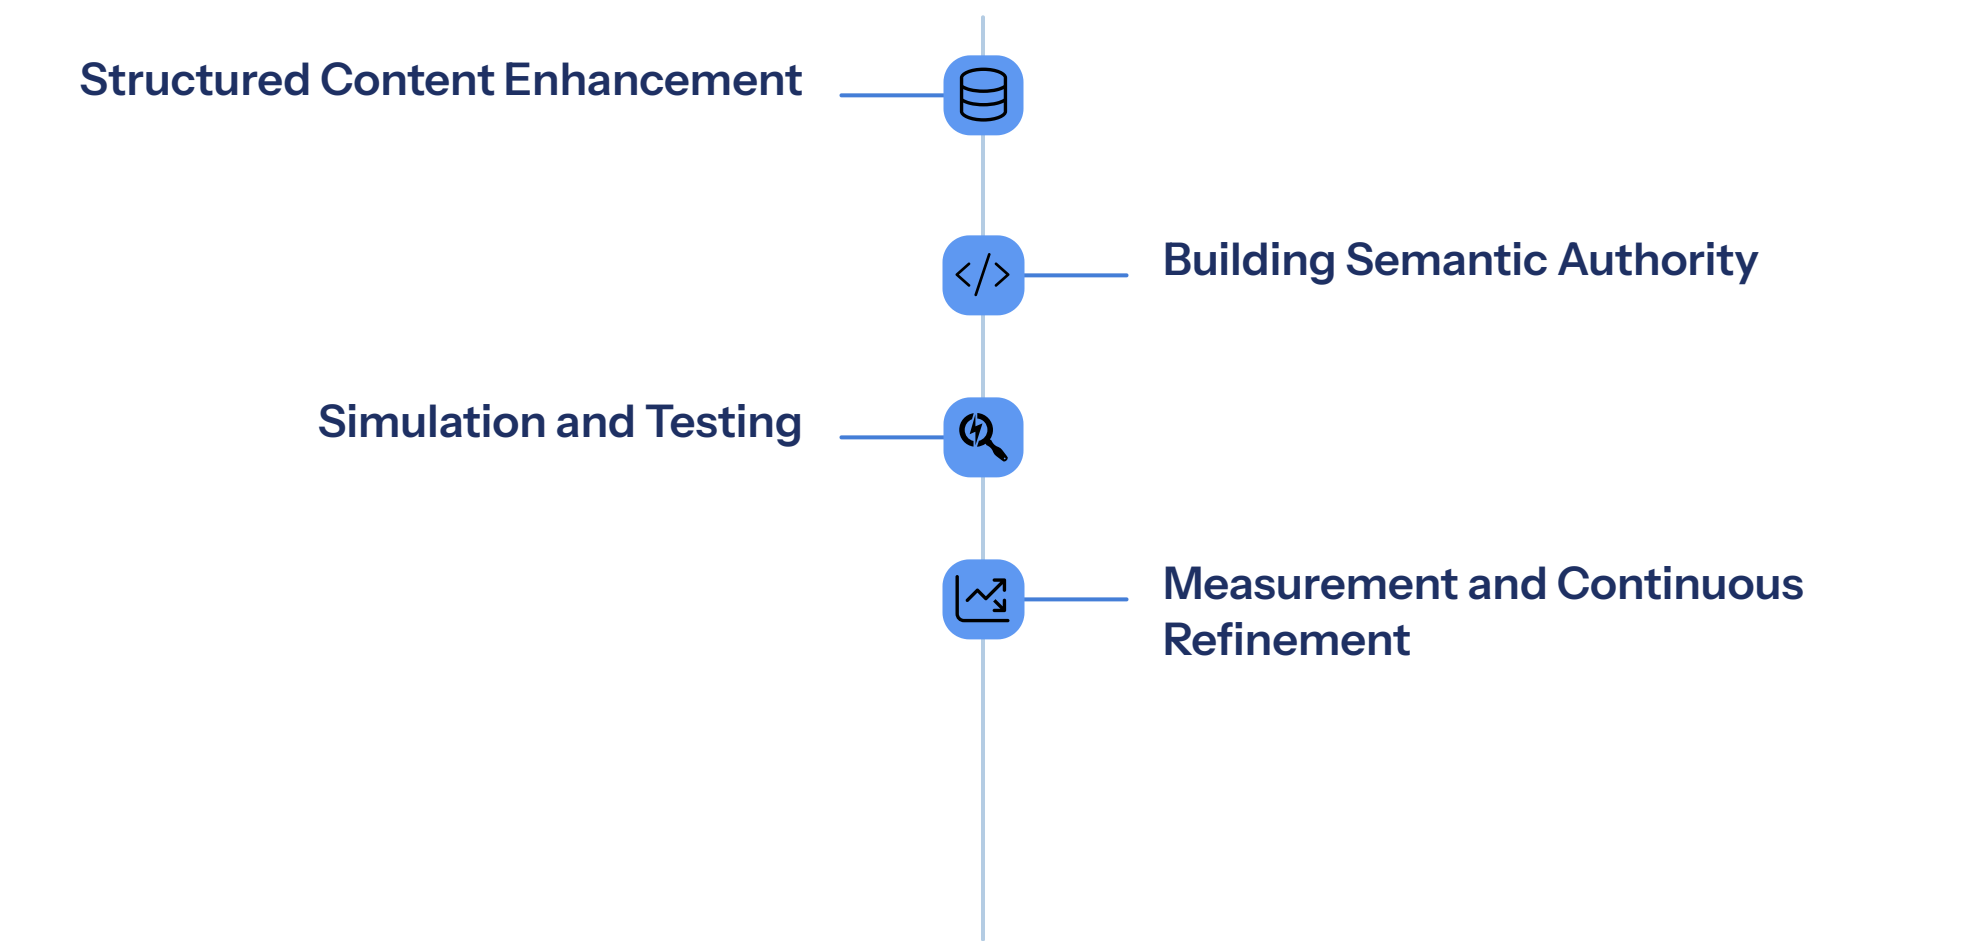 Structured Content Enhancement
Building Semantic Authority
Simulation and Testing
Measurement and Continuous
Refinement